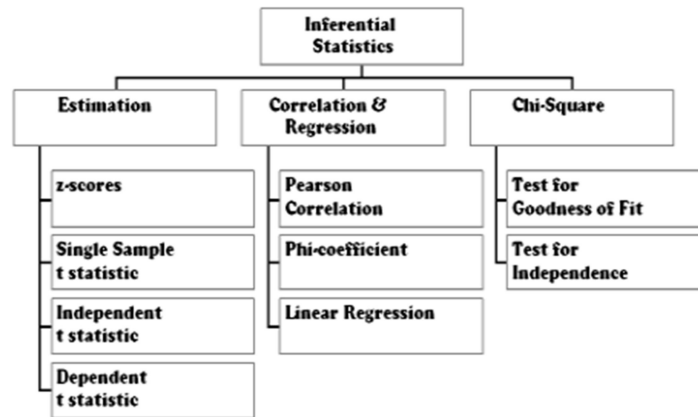 Inferential
Statistics
Estimation
Correlation &
Regression
Chi-Square
z-scores
Single Sample
t statistic
Independent
t statistic
Dependent
t statistic
Pearson
Correlation
Phi-coefficient
Linear Regression
Test for
Goodness of Fit
Test for
Independence